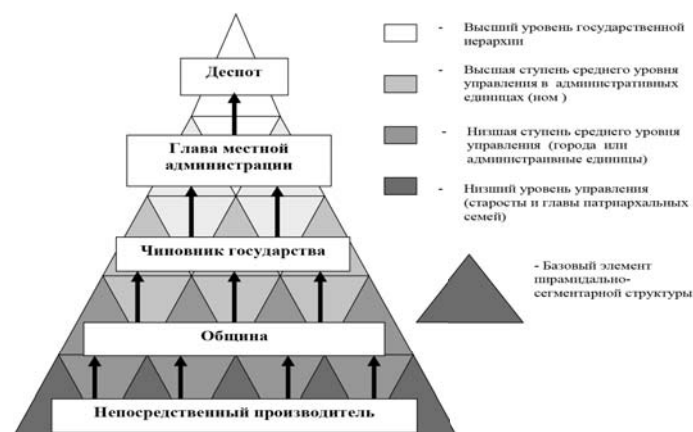 Деспот
Глава местной
администрации
Чиновник государства
Община
Непосредственный производитель
- Высший уровень государственной
иерархии
- Высшая ступень среднего уровня
управления в административных
единицах (ном )
- Низшая ступень среднего уровня
управления (города или
администраивные единицы)
- Низший уровень управления
(старосты и главы патриархальных
семей)
- Базовый элемент
пирамидально-
сегментарной структуры